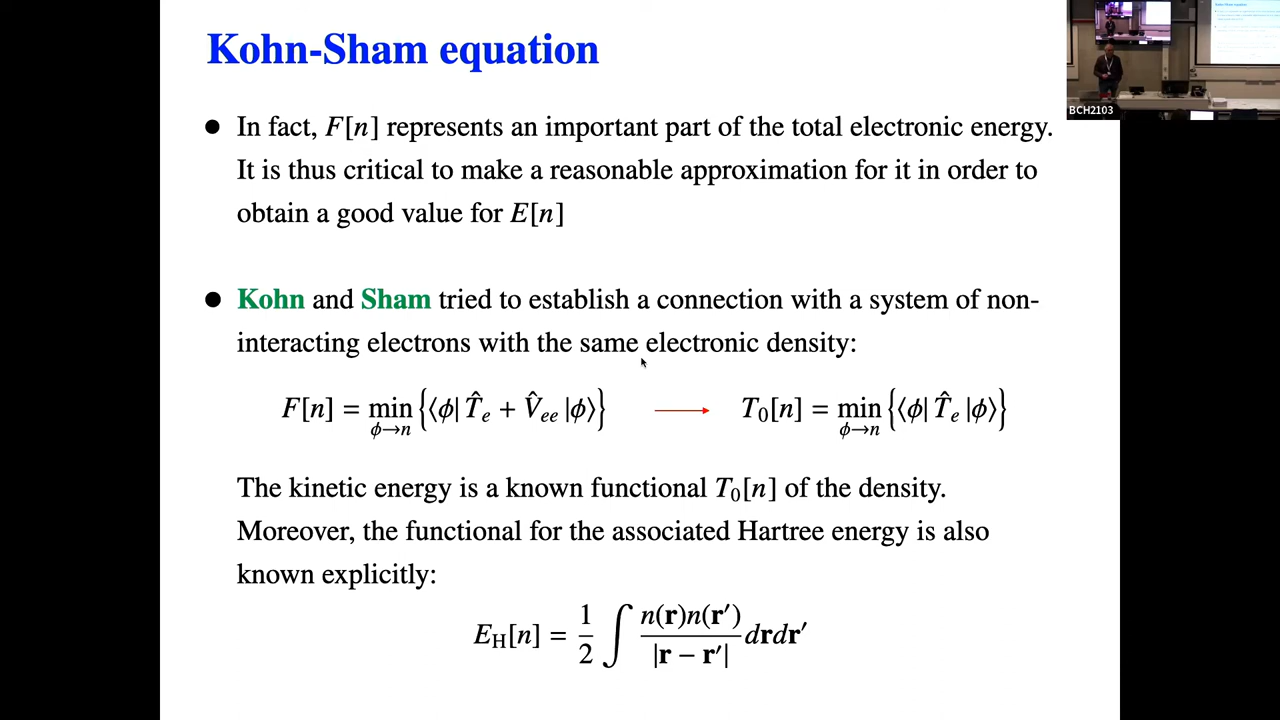 Kohn-Sham equation
BCH2103
● In fact, F[n] represents an important part of the total electronic energy.
It is thus critical to make a reasonable approximation for it in order to
obtain a good value for E[n]
● Kohn and Sham tried to establish a connection with a system of non-
interacting electrons with the same electronic density:
F[n] = min_{ϕ→n} {⟨ϕ| T̂_e + V̂_ee |ϕ⟩} → T_0[n] = min_{ϕ→n} {⟨ϕ| T̂_e |ϕ⟩}
The kinetic energy is a known functional T_0[n] of the density.
Moreover, the functional for the associated Hartree energy is also
known explicitly:
E_H[n] = 1/2 ∫ n(r)n(r′)/|r − r′| drdr′